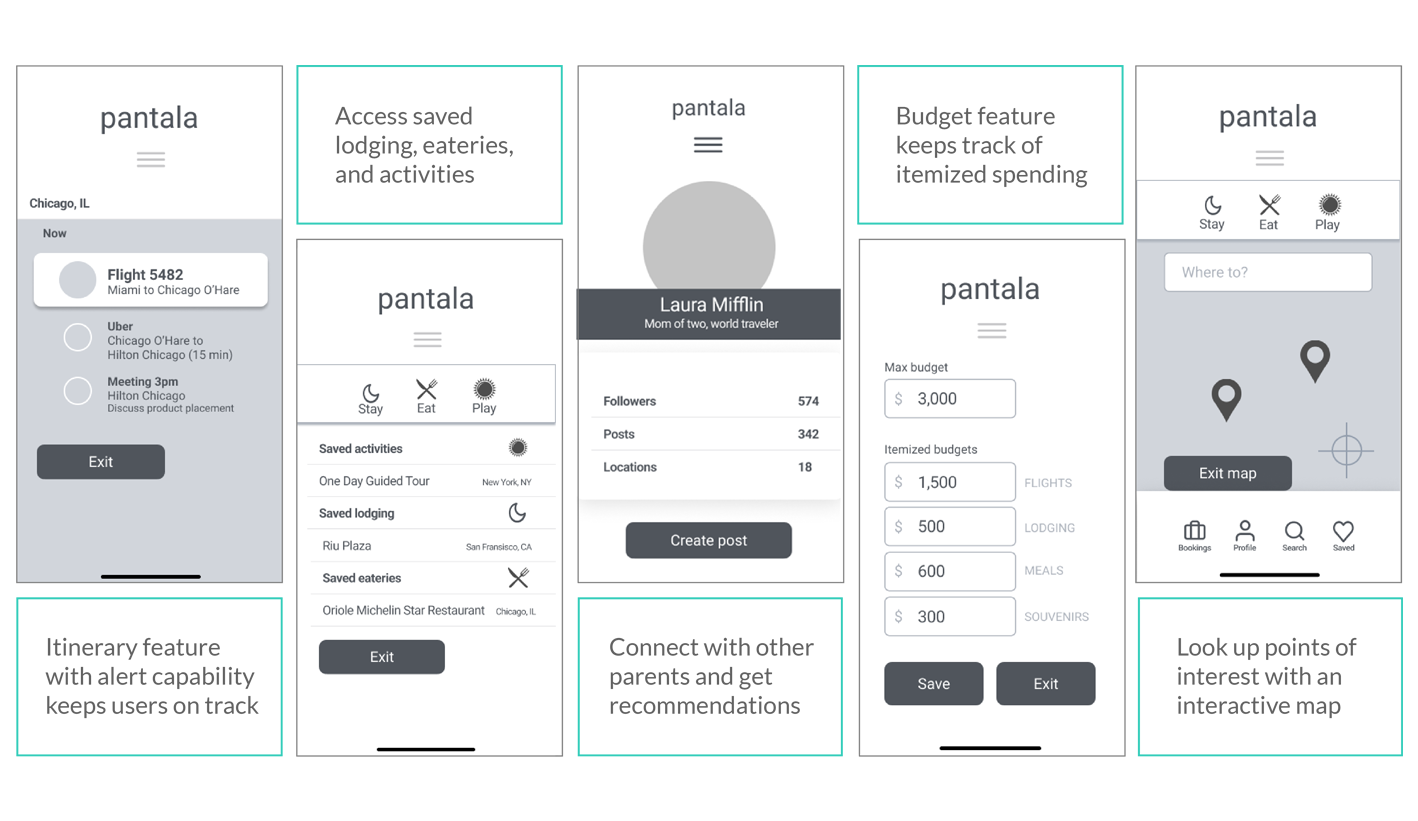 pantala
Chicago, IL
Now
Flight 5482
Miami to Chicago O'Hare
Uber
Chicago O'Hare to
Hilton Chicago (15 min)
Meeting 3pm
Hilton Chicago
Discuss product placement
Exit
Itinerary feature
with alert capability
keeps users on track
Access saved
lodging, eateries,
and activities
pantala
Stay Eat Play
Saved activities
One Day Guided Tour New York, NY
Saved lodging
Riu Plaza San Fransisco, CA
Saved eateries
Oriole Michelin Star Restaurant Chicago, IL
Exit
pantala
Laura Mifflin
Mom of two, world traveler
Followers 574
Posts 342
Locations 18
Create post
Connect with other
parents and get
recommendations
Budget feature
keeps track of
itemized spending
pantala
Max budget
$ 3,000
Itemized budgets
$ 1,500 FLIGHTS
$ 500 LODGING
$ 600 MEALS
$ 300 SOUVENIRS
Save Exit
pantala
Stay Eat Play
Where to?
Exit map
Bookings Profile Search Saved
Look up points of
interest with an
interactive map